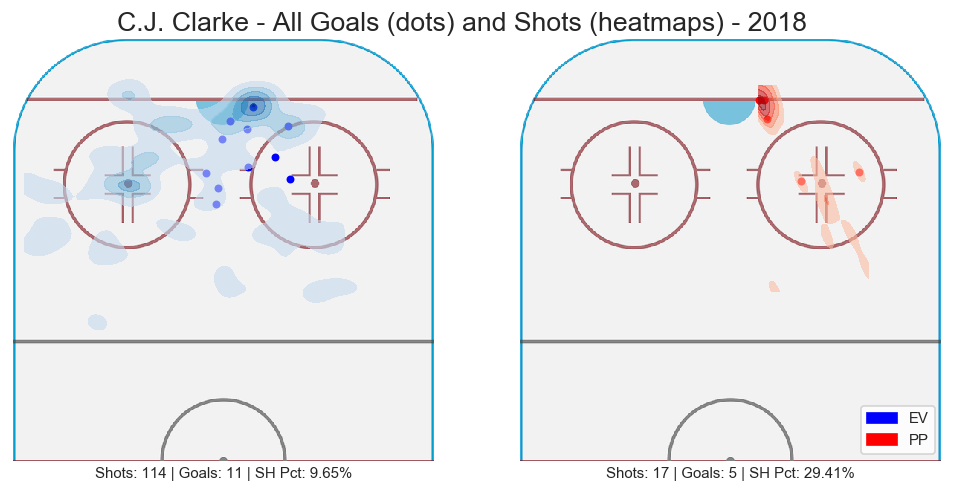 C.J. Clarke - All Goals (dots) and Shots (heatmaps) - 2018
EV
PP
Shots: 114 | Goals: 11 | SH Pct: 9.65%
Shots: 17 | Goals: 5 | SH Pct: 29.41%